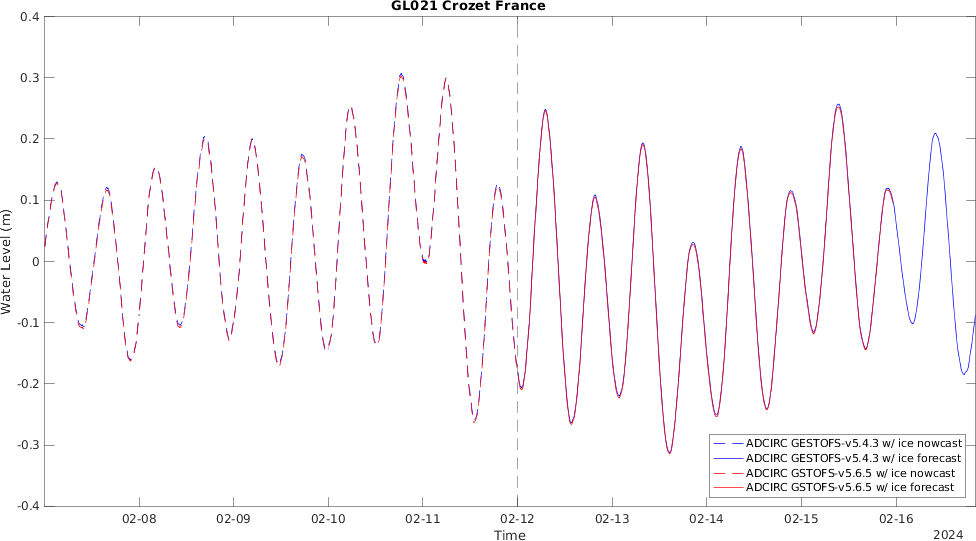 GL021 Crozet France
0.4
0.3
0.2
0.1
0
-0.1
-0.2
-0.3
-0.4
Water Level (m)
ADCIRC GESTOFS-v5.4.3 w/ ice nowcast
ADCIRC GESTOFS-v5.4.3 w/ ice forecast
ADCIRC GSTOFS-v5.6.5 w/ ice nowcast
ADCIRC GSTOFS-v5.6.5 w/ ice forecast
02-08 02-09 02-10 02-11 02-12 02-13 02-14 02-15 02-16
Time
2024